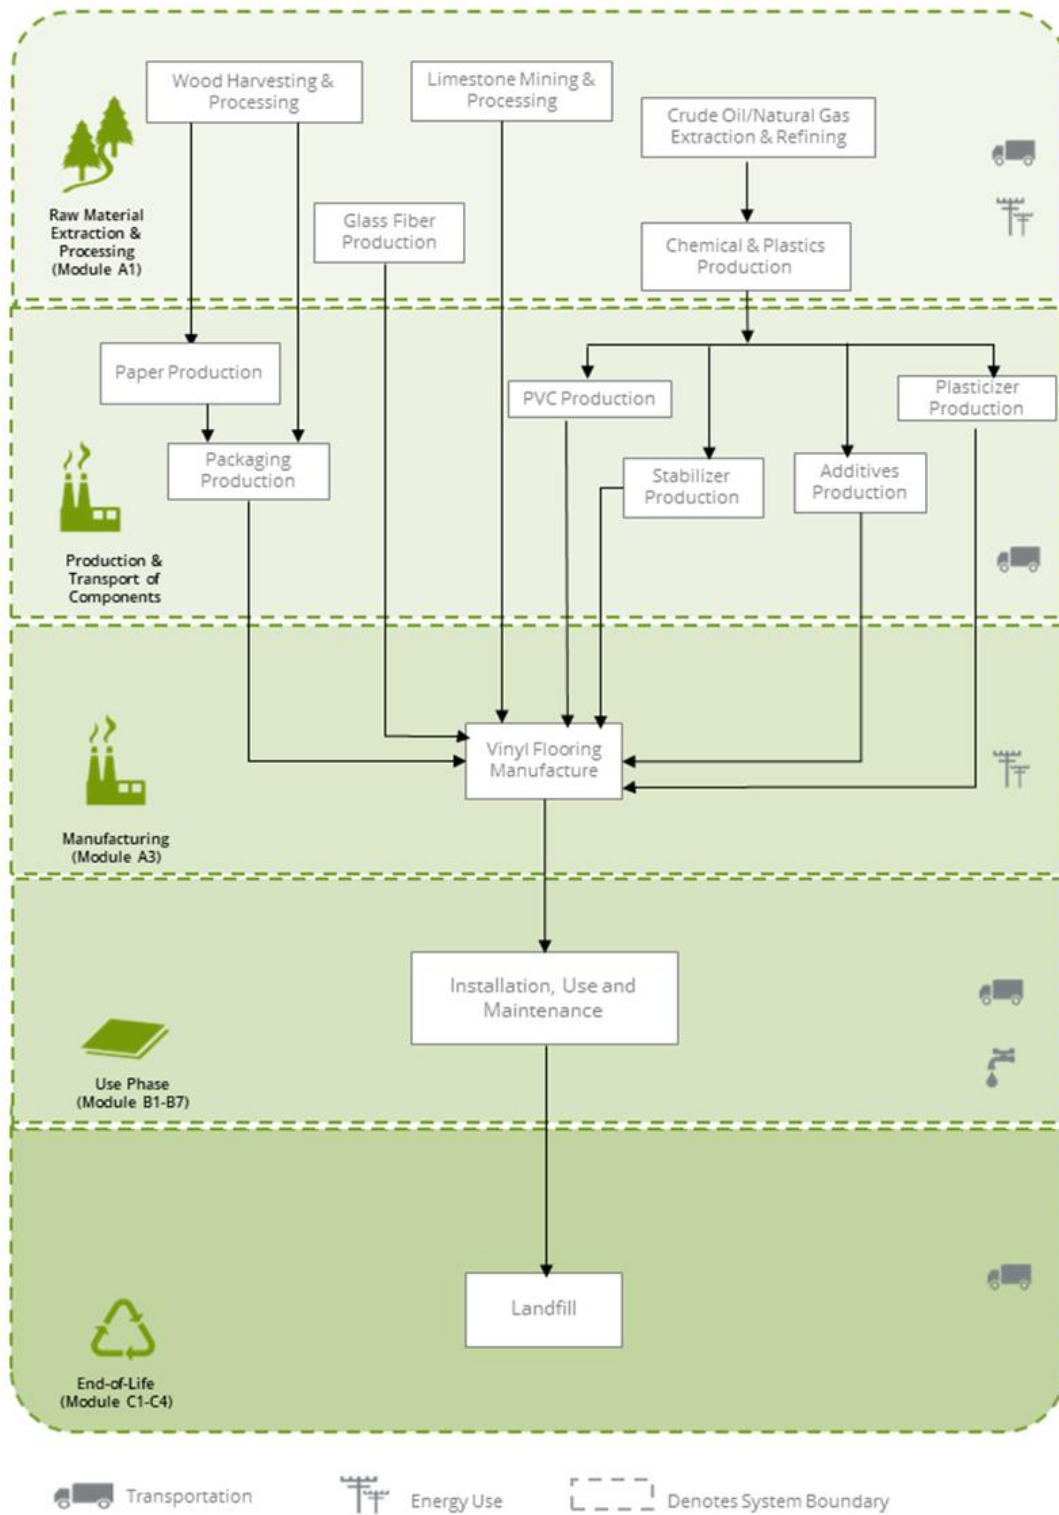 Wood Harvesting &
Processing
Limestone Mining &
Processing
Crude Oil/Natural Gas
Extraction & Refining
Raw Material
Extraction &
Processing
(Module A1)
Glass Fiber
Production
Chemical & Plastics
Production
Paper Production
PVC Production
Plasticizer
Production
Packaging
Production
Stabilizer
Production
Additives
Production
Production &
Transport of
Components
Vinyl Flooring
Manufacture
Manufacturing
(Module A3)
Installation, Use and
Maintenance
Use Phase
(Module B1-B7)
Landfill
End-of-Life
(Module C1-C4)
Transportation
Energy Use
Denotes System Boundary